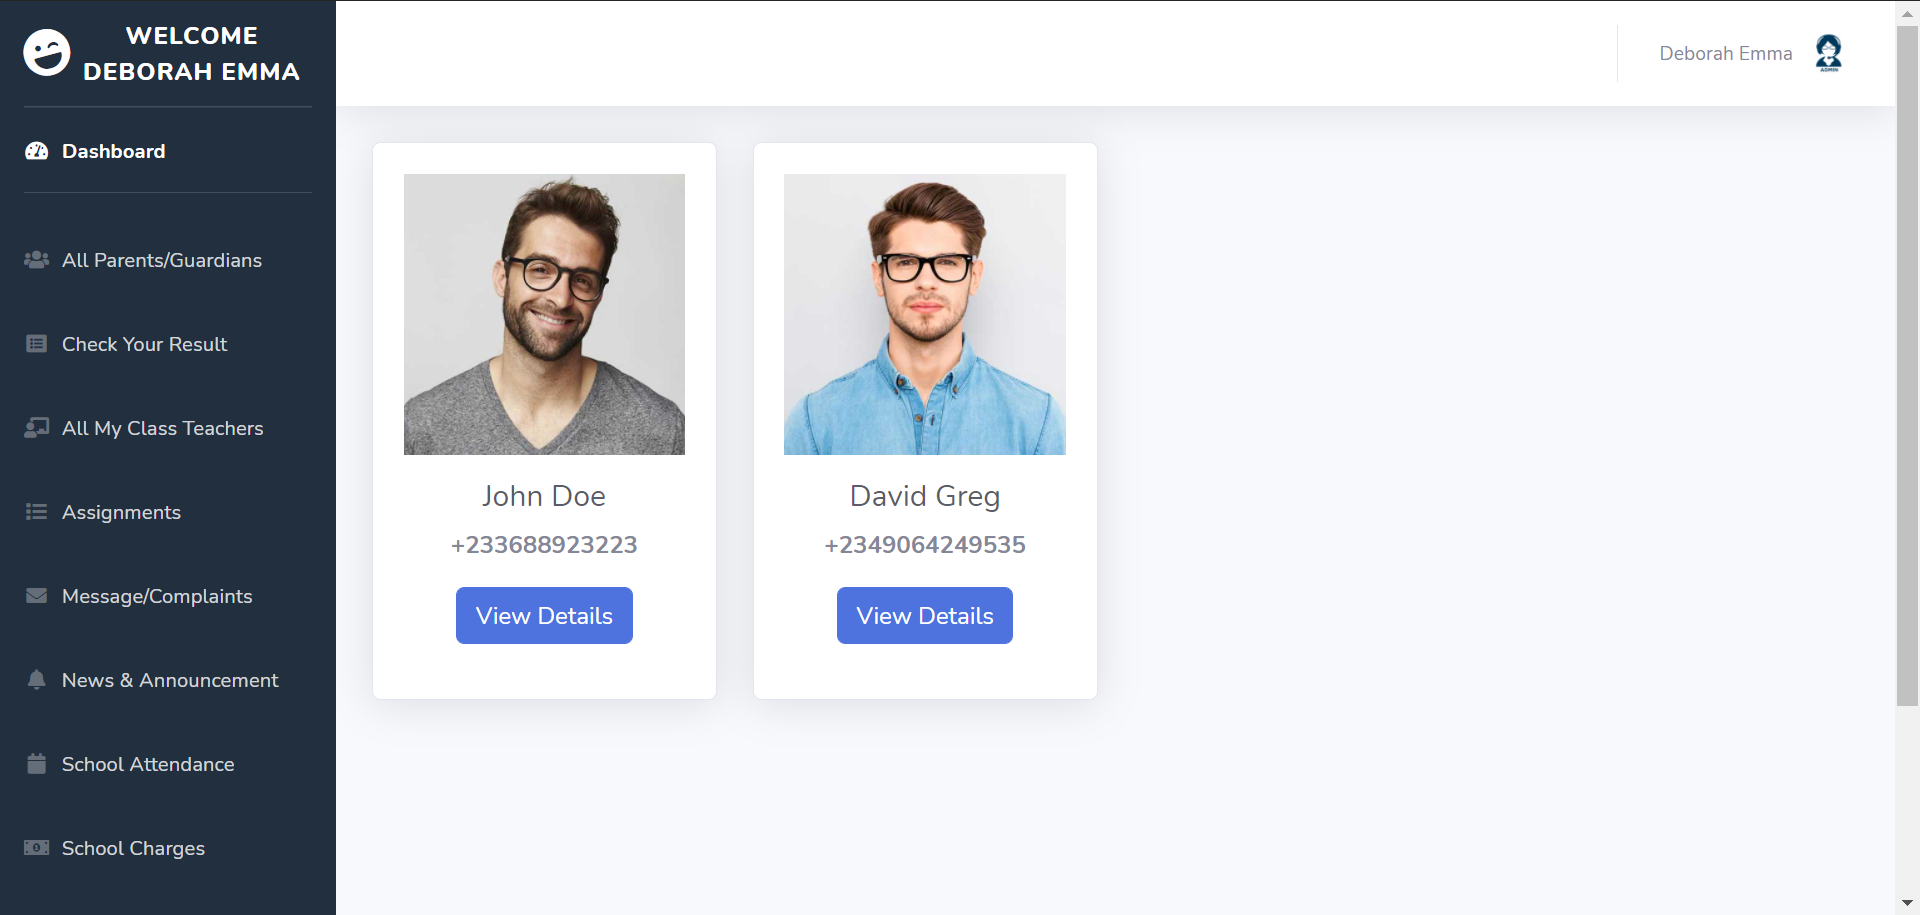 WELCOME
DEBORAH EMMA
Dashboard
All Parents/Guardians
Check Your Result
All My Class Teachers
Assignments
Message/Complaints
News & Announcement
School Attendance
School Charges
Deborah Emma
ADMIN
John Doe
+233688923223
View Details
David Greg
+2349064249535
View Details